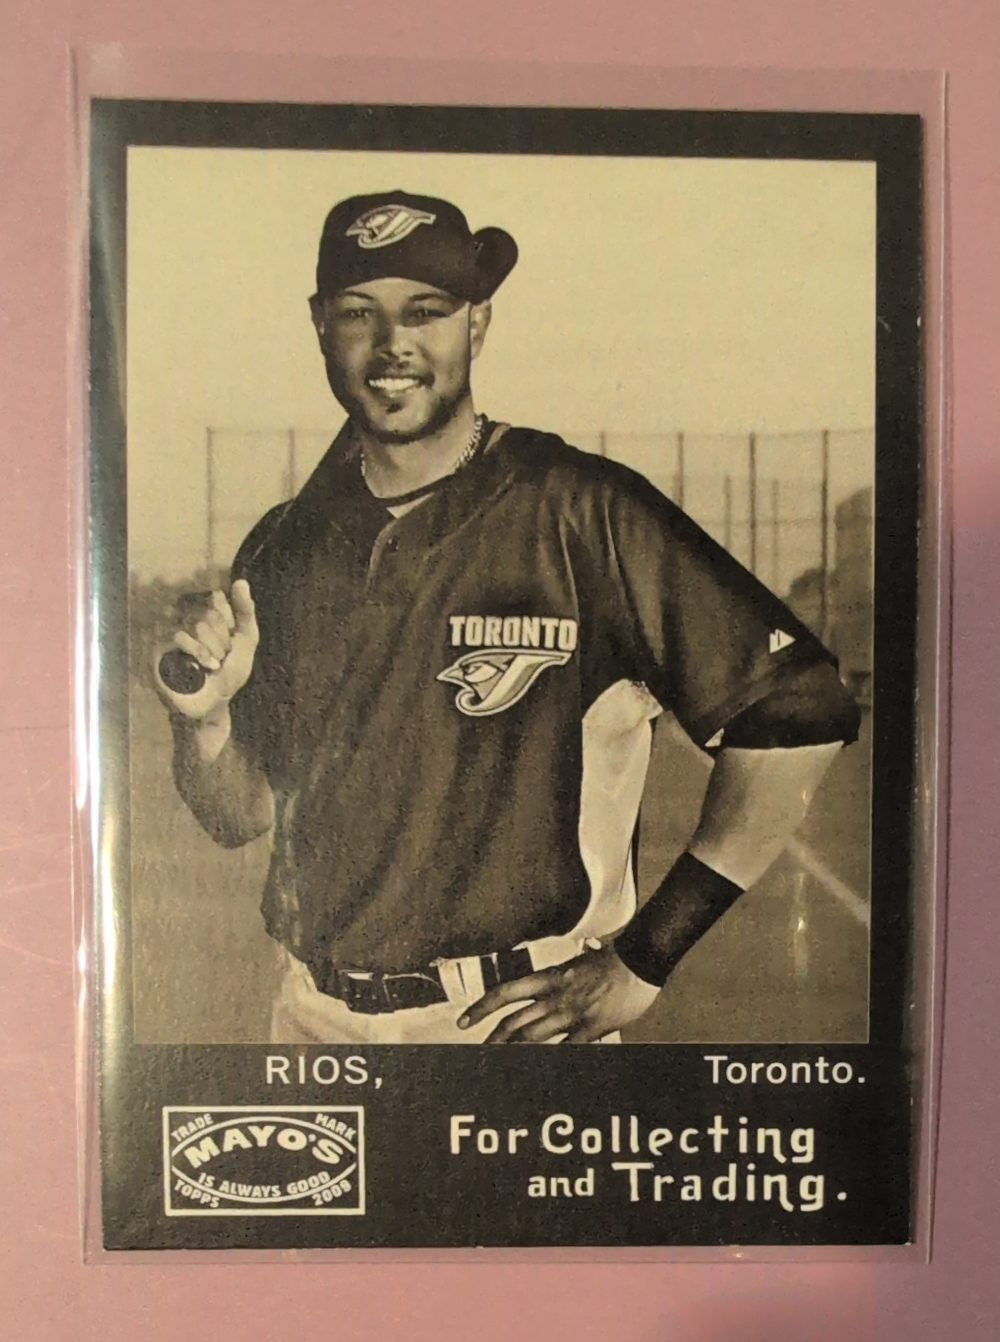 TORONTO
RIOS, Toronto.
TRADE MARK
MAYO'S
IS ALWAYS GOOD
TOPPS 2009
For Collecting
and Trading.